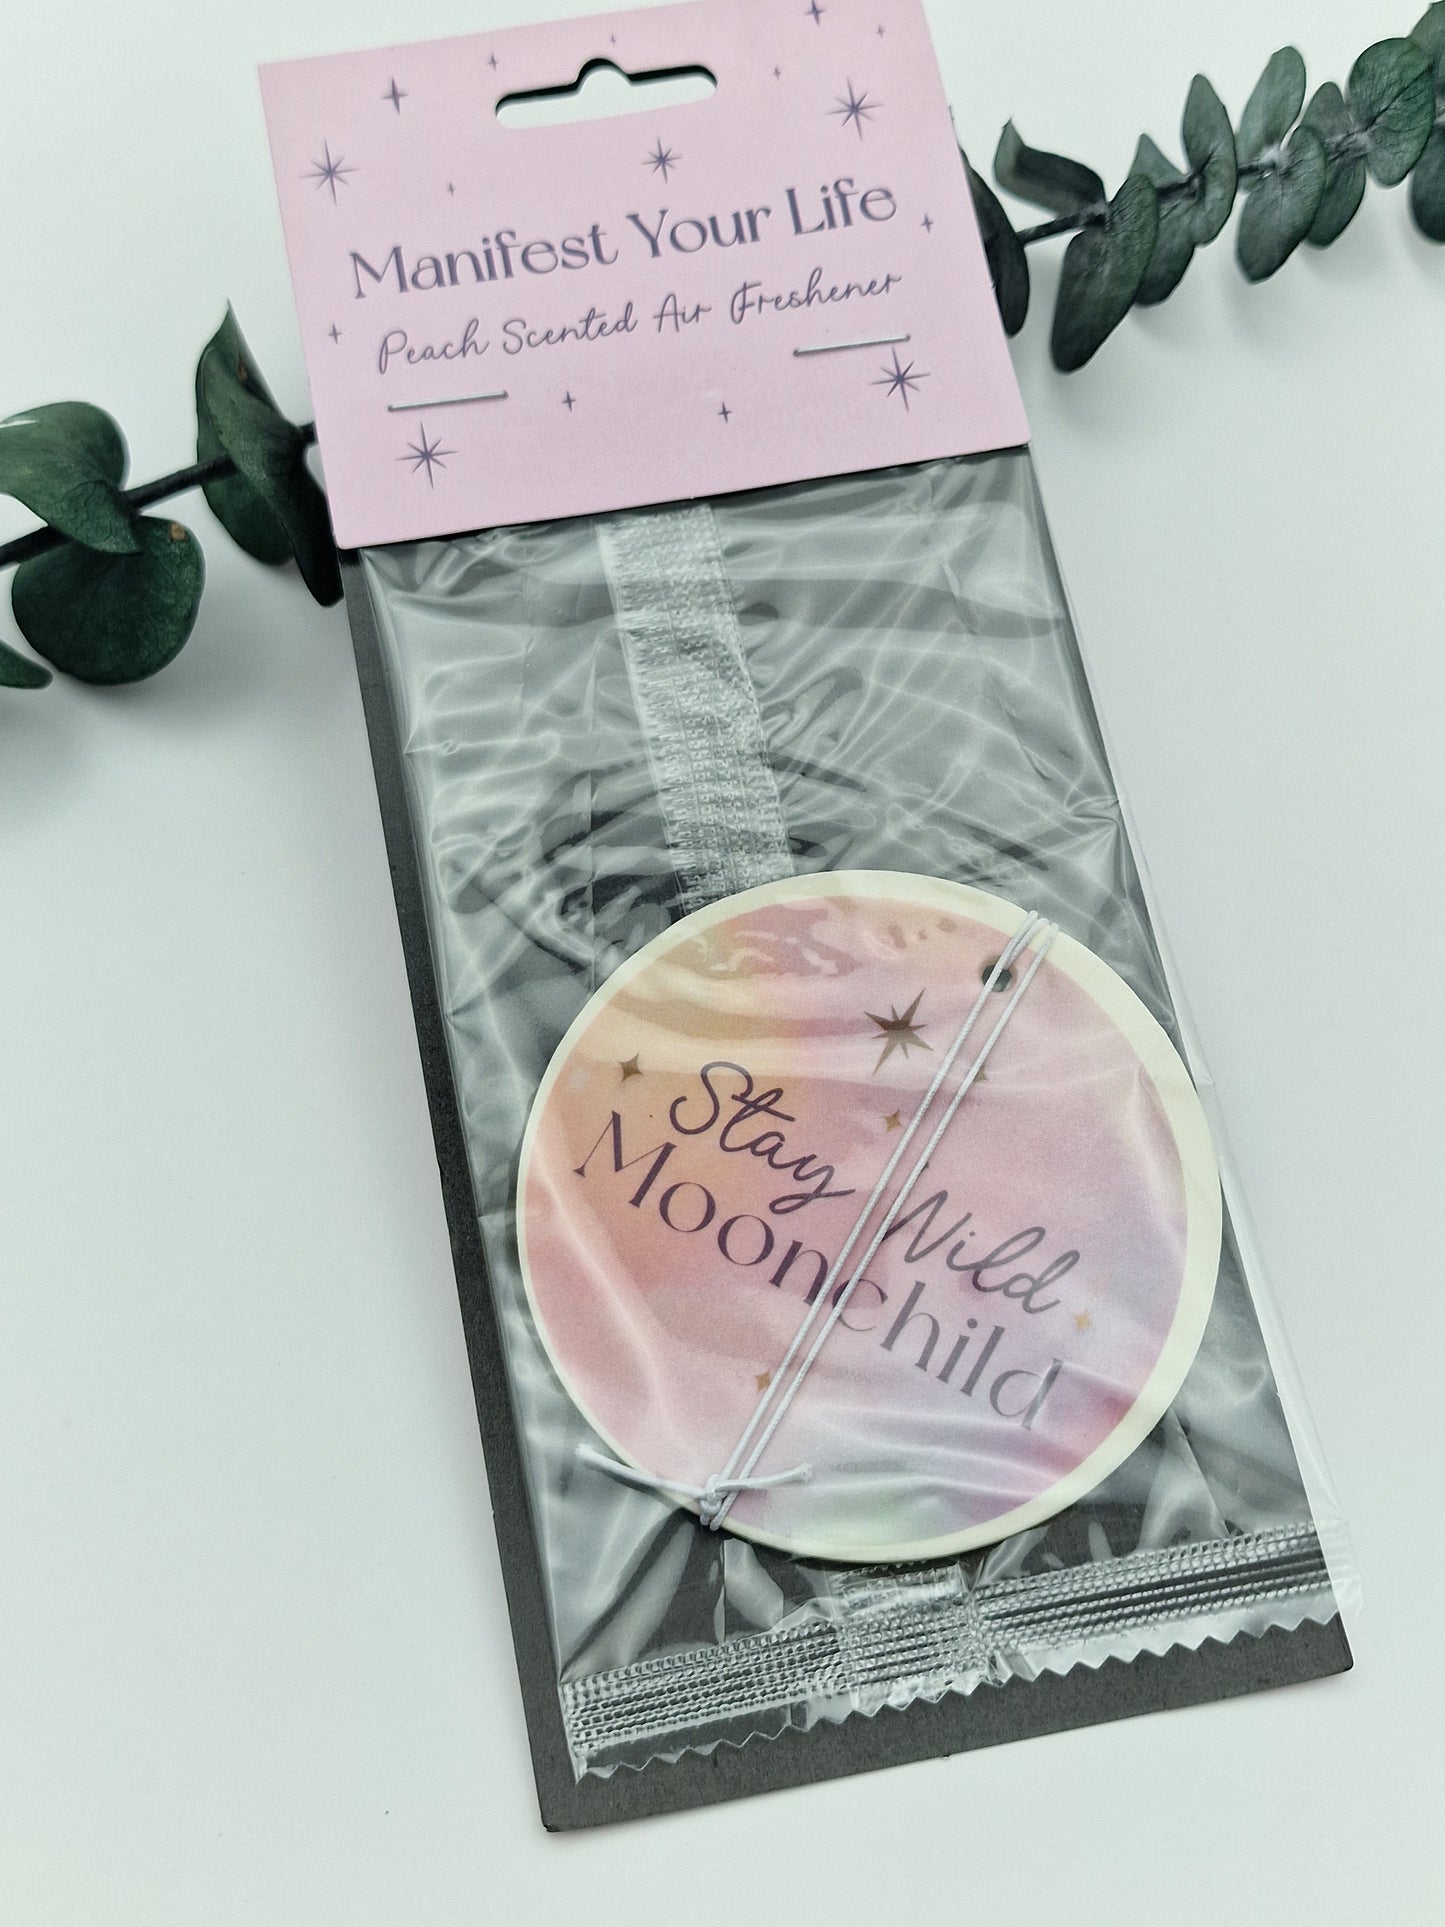 Manifest Your Life
Peach Scented Air Freshener
Stay Wild
Moonchild